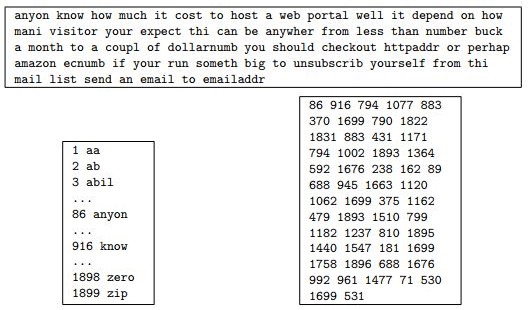 anyon know how much it cost to host a web portal well it depend on how
mani visitor your expect thi can be anywher from less than number buck
a month to a coupl of dollarnumb you should checkout httpaddr or perhap
amazon ecnumb if your run someth big to unsubscrib yourself from thi
mail list send an email to emailaddr
1 aa
2 ab
3 abil
...
86 anyon
...
916 know
...
1898 zero
1899 zip
86 916 794 1077 883
370 1699 790 1822
1831 883 431 1171
794 1002 1893 1364
592 1676 238 162 89
688 945 1663 1120
1062 1699 375 1162
479 1893 1510 799
1182 1237 810 1895
1440 1547 181 1699
1758 1896 688 1676
992 961 1477 71 530
1699 531